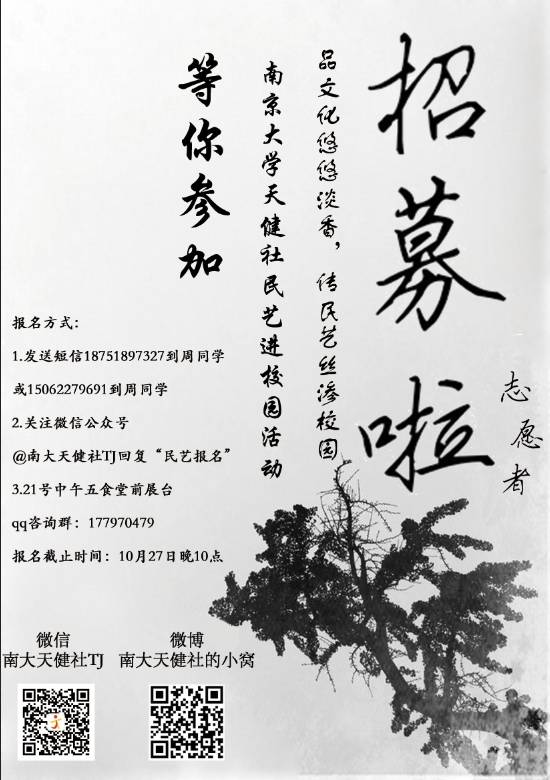 招募啦
志愿者
品文化悠悠淡香，传民艺丝渗校园
南京大学天健社民艺进校园活动
等你参加
报名方式：
1.发送短信18751897327到周同学
或15062279691到周同学
2.关注微信公众号
@南大天健社TJ回复“民艺报名”
3.21号中午五食堂前展台
qq咨询群：177970479
报名截止时间：10月27日晚10点
微信
南大天健社TJ
微博
南大天健社的小窝